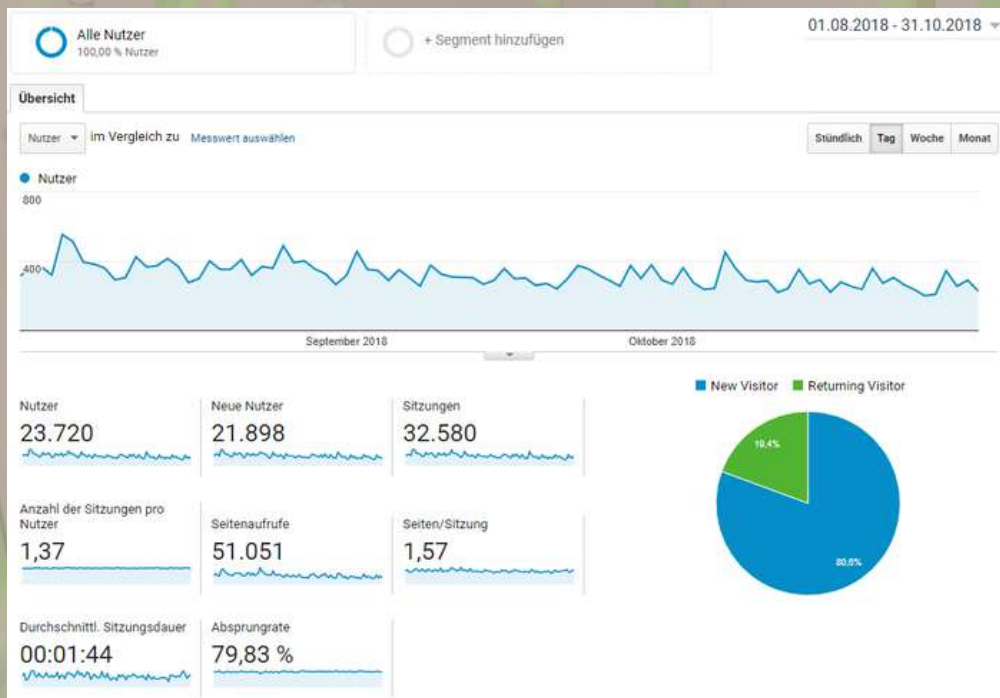 Alle Nutzer
100,00 % Nutzer
+ Segment hinzufügen
01.08.2018 - 31.10.2018
Übersicht
Nutzer im Vergleich zu Messwert auswählen
Stündlich Tag Woche Monat
Nutzer
800
400
September 2018 Oktober 2018
New Visitor Returning Visitor
Nutzer
23.720
Neue Nutzer
21.898
Sitzungen
32.580
19,4%
80,6%
Anzahl der Sitzungen pro
Nutzer
1,37
Seitenaufrufe
51.051
Seiten/Sitzung
1,57
Durchschnittl. Sitzungsdauer
00:01:44
Absprungrate
79,83 %